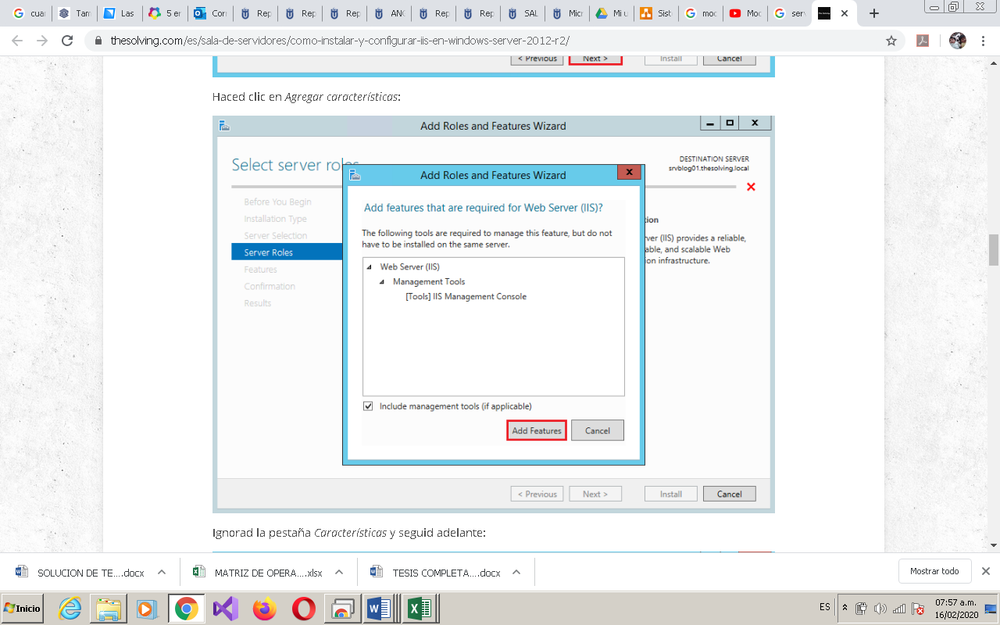 cuar
Tam
Las
5 er
Cor
Rep
Rep
Rep
ANC
Rep
Rep
SAL
Micr
Mi u
Sist
moc
Moc
serv
thesolving.com/es/sala-de-servidores/como-instalar-y-configurar-iis-en-windows-server-2012-r2/
< Previous
Next >
Install
Cancel
Haced clic en Agregar características:
Add Roles and Features Wizard
Select server roles
DESTINATION SERVER
srvblog01.thesolving.local
Before You Begin
Installation Type
Server Selection
Server Roles
Features
Confirmation
Results
Add Roles and Features Wizard
Add features that are required for Web Server (IIS)?
The following tools are required to manage this feature, but do not
have to be installed on the same server.
Web Server (IIS)
Management Tools
[Tools] IIS Management Console
Include management tools (if applicable)
Add Features
Cancel
tion
rver (IIS) provides a reliable,
able, and scalable Web
ion infrastructure.
< Previous
Next >
Install
Cancel
Ignorad la pestaña Características y seguid adelante:
SOLUCION DE TE....docx
MATRIZ DE OPERA....xlsx
TESIS COMPLETA....docx
Mostrar todo
Inicio
ES
07:57 a.m.
16/02/2020